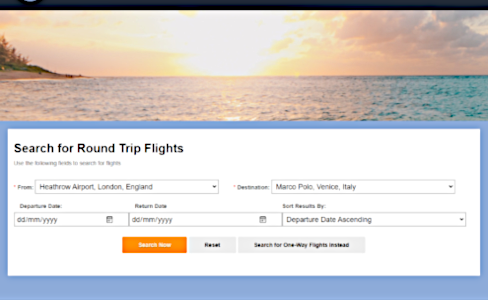 Search for Round Trip Flights
Use the following fields to search for flights
* From: Heathrow Airport, London, England * Destination: Marco Polo, Venice, Italy
Departure Date: Return Date Sort Results By:
dd/mm/yyyy dd/mm/yyyy Departure Date Ascending
Search Now Reset Search for One-Way Flights Instead